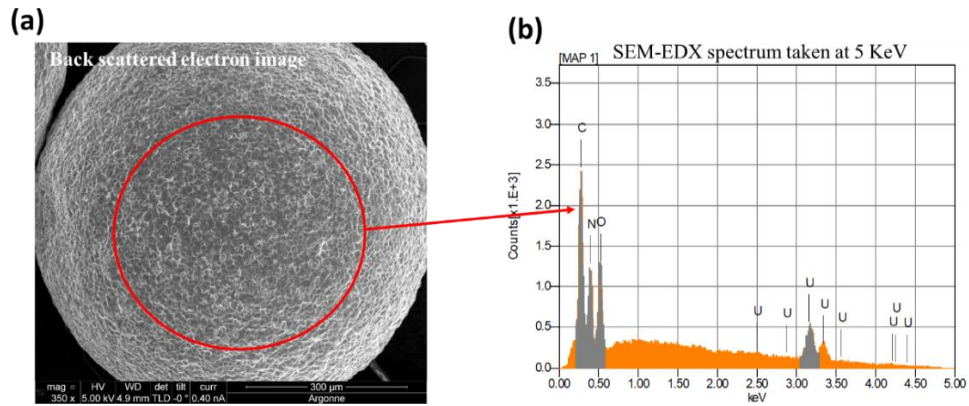 (a)
Back scattered electron image
mag HV WD det tilt curr
350 x 5.00 kV 4.9 mm TLD -0 ° 0.40 nA
300 µm
Argonne
(b)
SEM-EDX spectrum taken at 5 KeV
[MAP 1]
Counts[x1.E+3]
3.5
3.0
2.5
2.0
1.5
1.0
0.5
0.0
C
N
O
U
U
U
U
U
U
U
U
0.00 0.50 1.00 1.50 2.00 2.50 3.00 3.50 4.00 4.50 5.00
keV